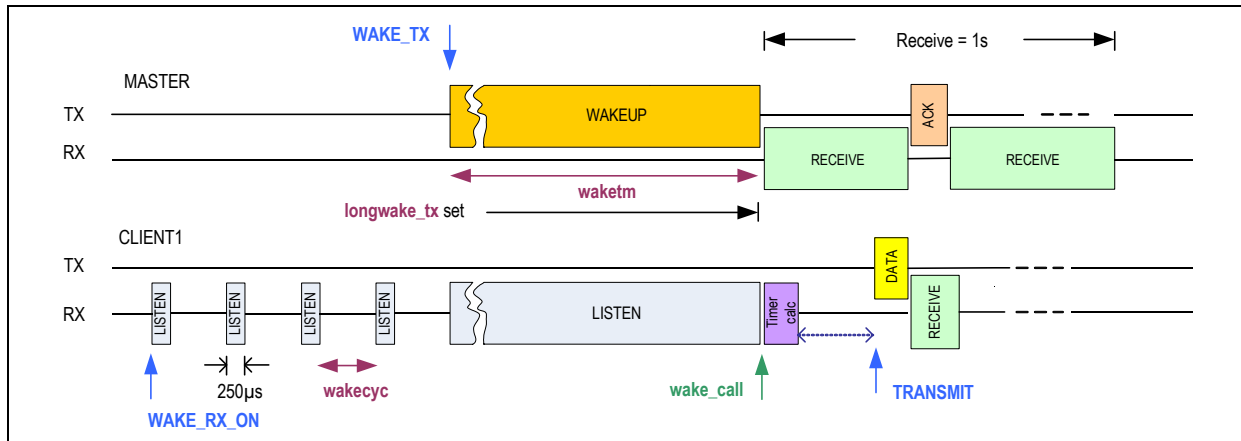 WAKE_TX
Receive = 1s
MASTER
TX
WAKEUP
ACK
RX
RECEIVE
RECEIVE
waketm
longwake_tx set
CLIENT1
TX
DATA
RX
LISTEN
LISTEN
LISTEN
LISTEN
LISTEN
Timer
calc
RECEIVE
250µs
wakecyc
wake_call
TRANSMIT
WAKE_RX_ON